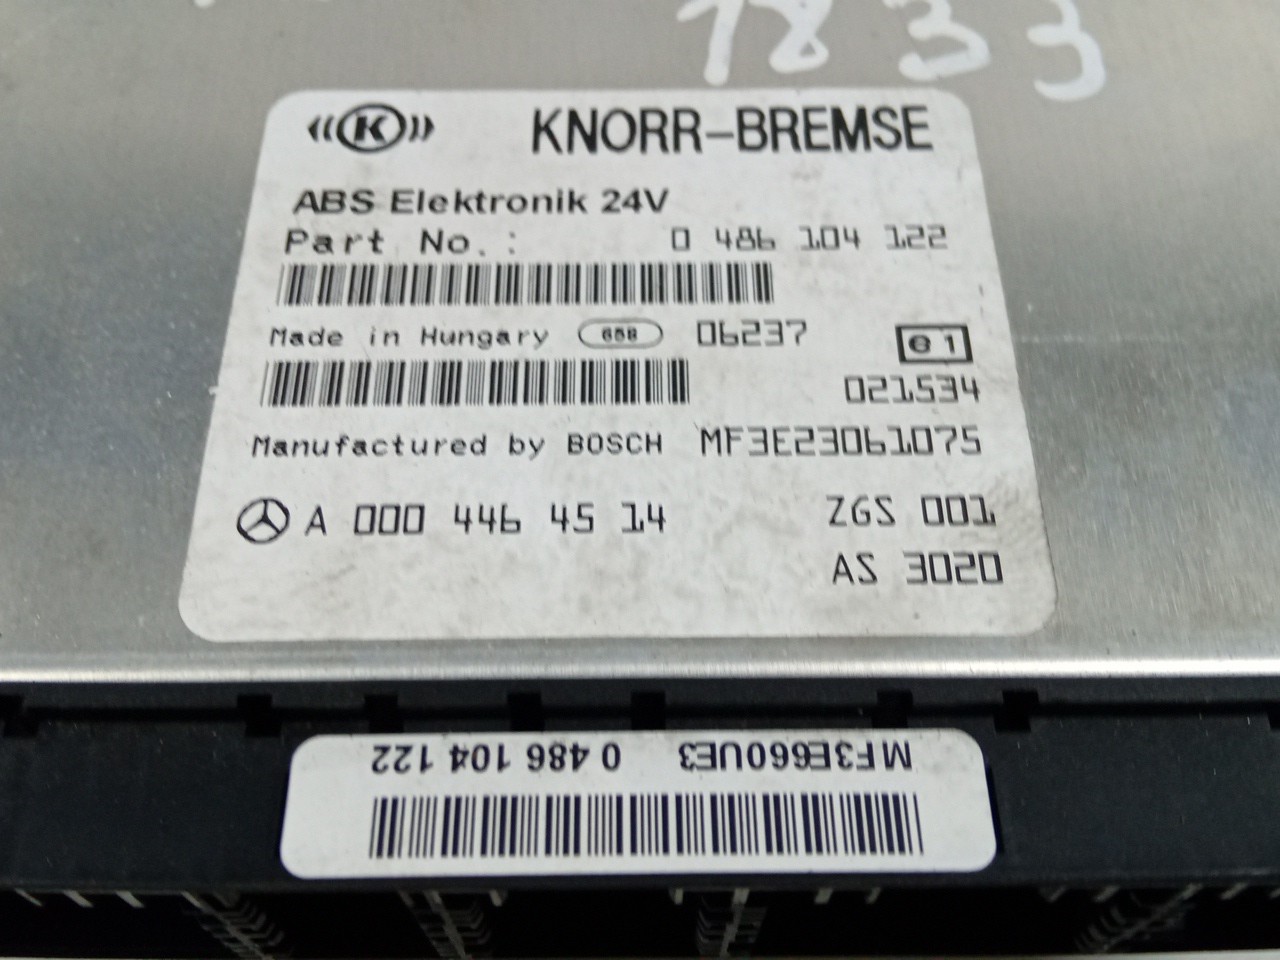 1833
K KNORR-BREMSE
ABS Elektronik 24V
Part No.: 0 486 104 122
Made in Hungary 658 06237 e1
021534
Manufactured by BOSCH MF3E23061075
A 000 446 45 14 ZGS 001
AS 3020
MF3E660UE3 0 486 104 122